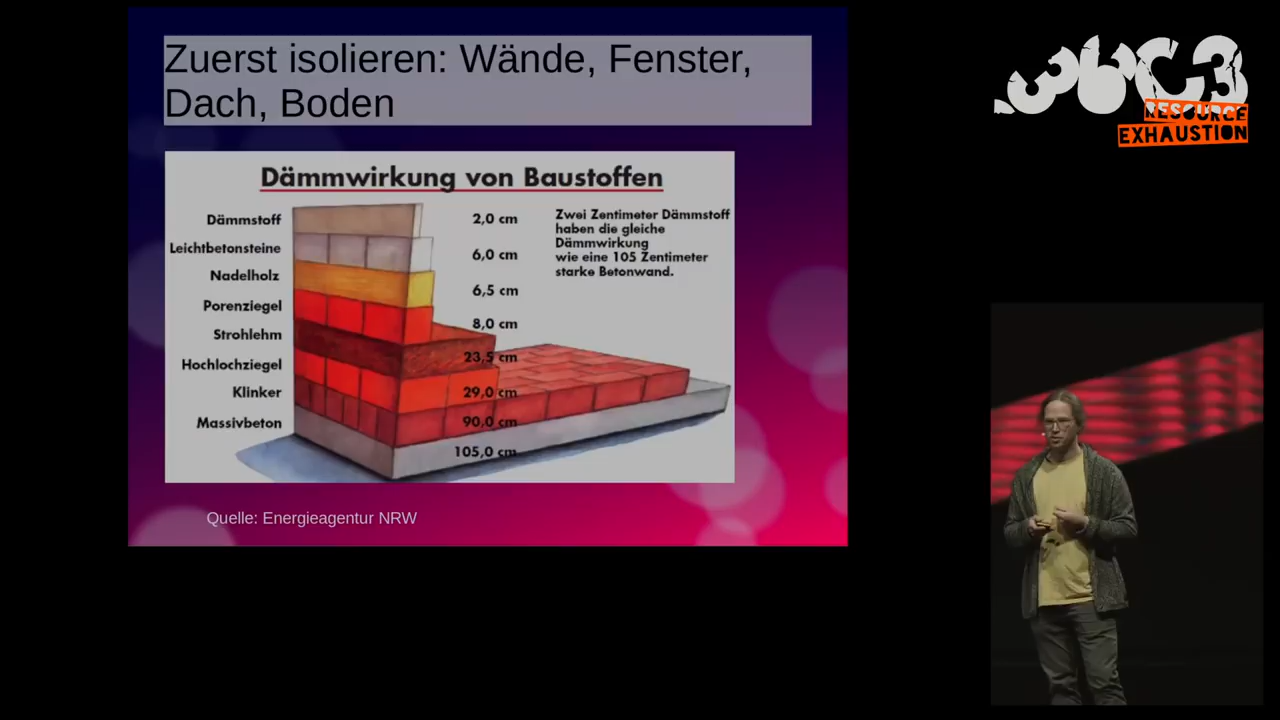 Zuerst isolieren: Wände, Fenster,
Dach, Boden
Dämmwirkung von Baustoffen
Dämmstoff 2,0 cm
Leichtbetonsteine 6,0 cm
Nadelholz 6,5 cm
Porenziegel 8,0 cm
Strohlehm 23,5 cm
Hochlochziegel 29,0 cm
Klinker 90,0 cm
Massivbeton 105,0 cm
Zwei Zentimeter Dämmstoff
haben die gleiche
Dämmwirkung
wie eine 105 Zentimeter
starke Betonwand.
Quelle: Energieagentur NRW
36C3
RESOURCE
EXHAUSTION